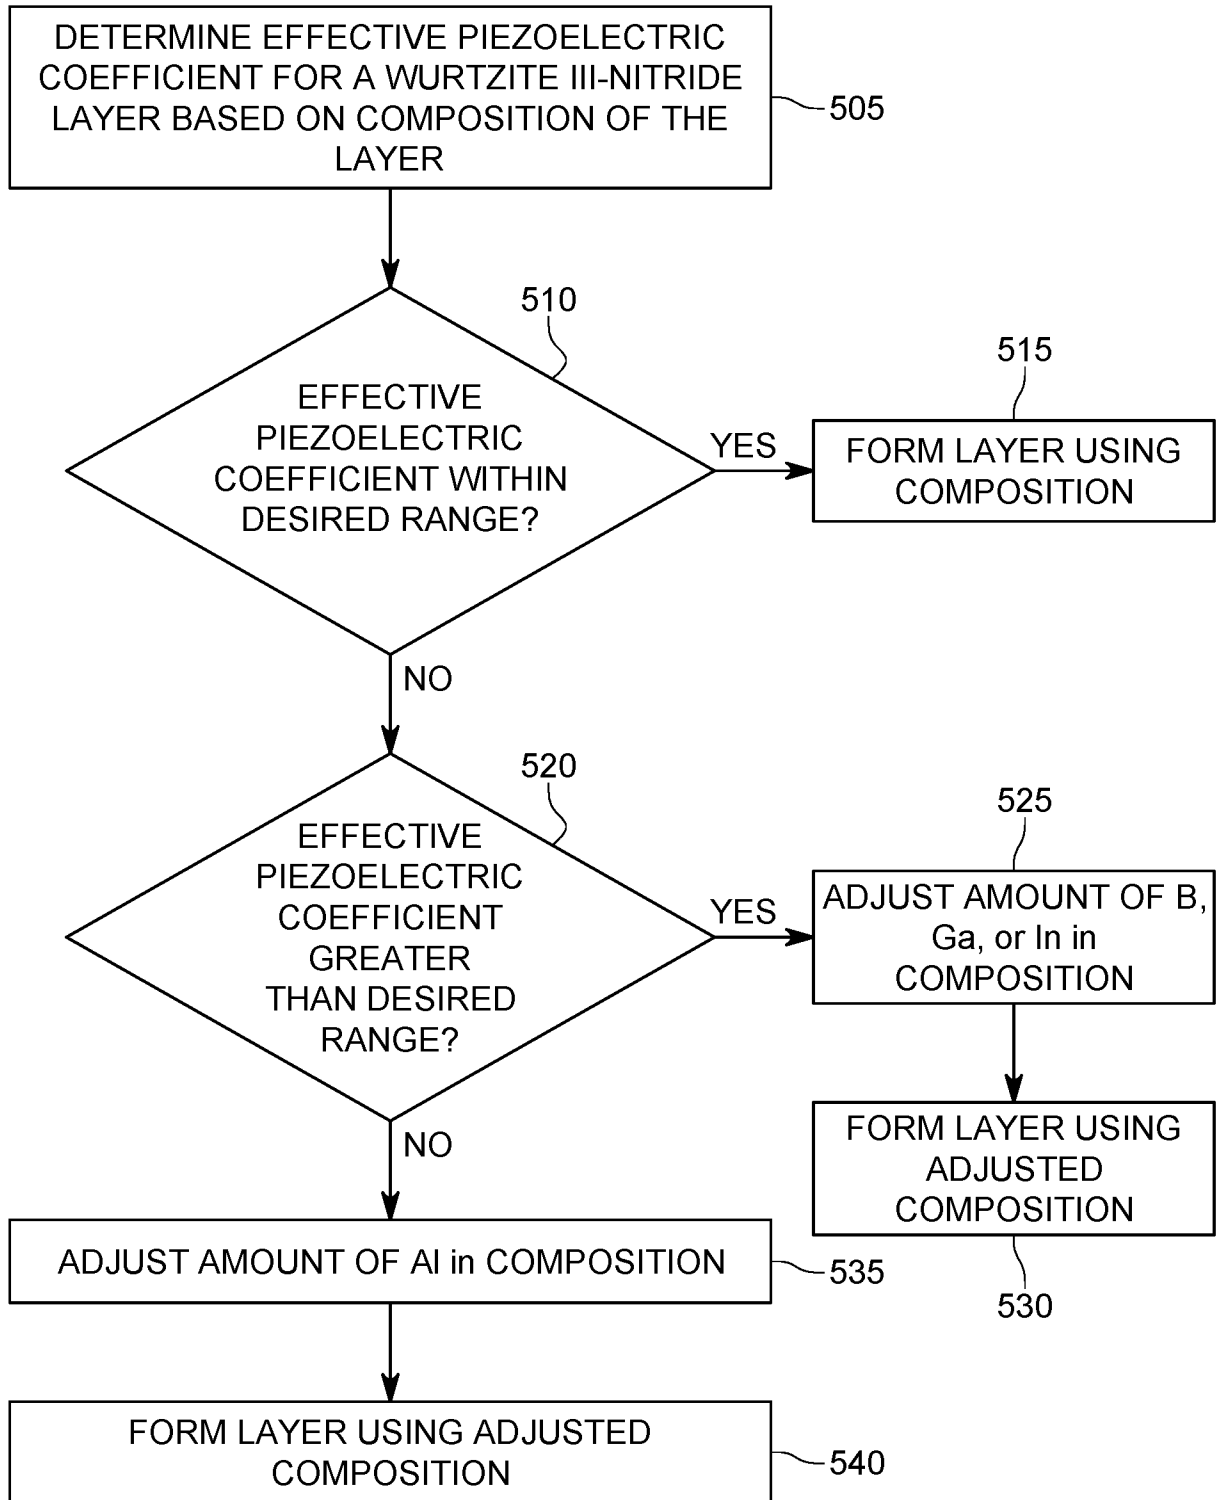 DETERMINE EFFECTIVE PIEZOELECTRIC
COEFFICIENT FOR A WURTZITE III-NITRIDE
LAYER BASED ON COMPOSITION OF THE
LAYER
505
510
EFFECTIVE
PIEZOELECTRIC
COEFFICIENT WITHIN
DESIRED RANGE?
YES
515
FORM LAYER USING
COMPOSITION
NO
520
EFFECTIVE
PIEZOELECTRIC
COEFFICIENT
GREATER
THAN DESIRED
RANGE?
YES
525
ADJUST AMOUNT OF B,
Ga, or In in
COMPOSITION
FORM LAYER USING
ADJUSTED
COMPOSITION
530
NO
ADJUST AMOUNT OF Al in COMPOSITION
535
FORM LAYER USING ADJUSTED
COMPOSITION
540